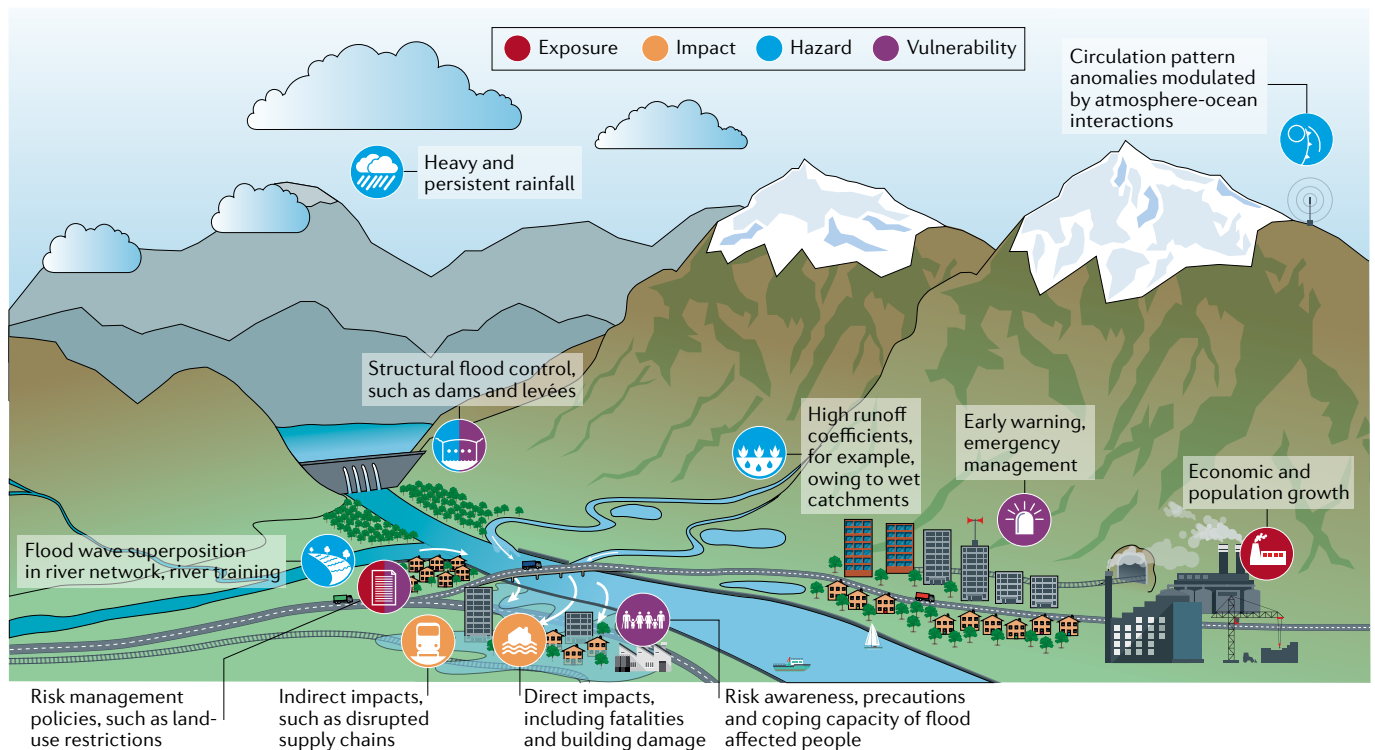 Exposure
Impact
Hazard
Vulnerability
Circulation pattern
anomalies modulated
by atmosphere-ocean
interactions
Heavy and
persistent rainfall
Structural flood control,
such as dams and levées
High runoff
coefficients,
for example,
owing to wet
catchments
Early warning,
emergency
management
Economic and
population growth
Flood wave superposition
in river network, river training
Risk management
policies, such as land-
use restrictions
Indirect impacts,
such as disrupted
supply chains
Direct impacts,
including fatalities
and building damage
Risk awareness, precautions
and coping capacity of flood
affected people